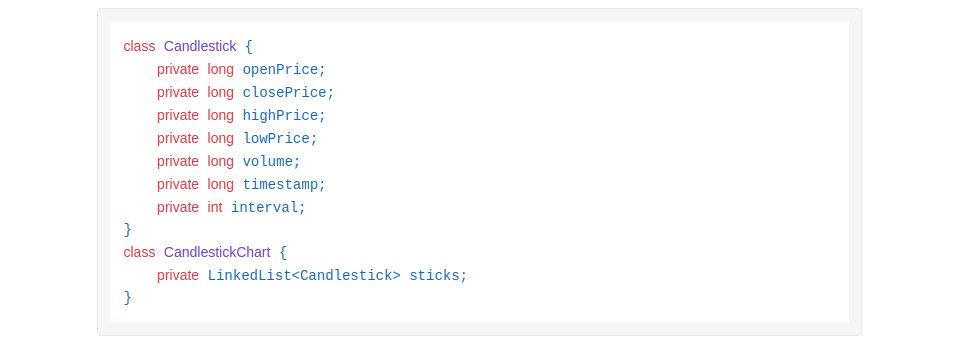 class Candlestick {
    private long openPrice;
    private long closePrice;
    private long highPrice;
    private long lowPrice;
    private long volume;
    private long timestamp;
    private int interval;
}
class CandlestickChart {
    private LinkedList<Candlestick> sticks;
}